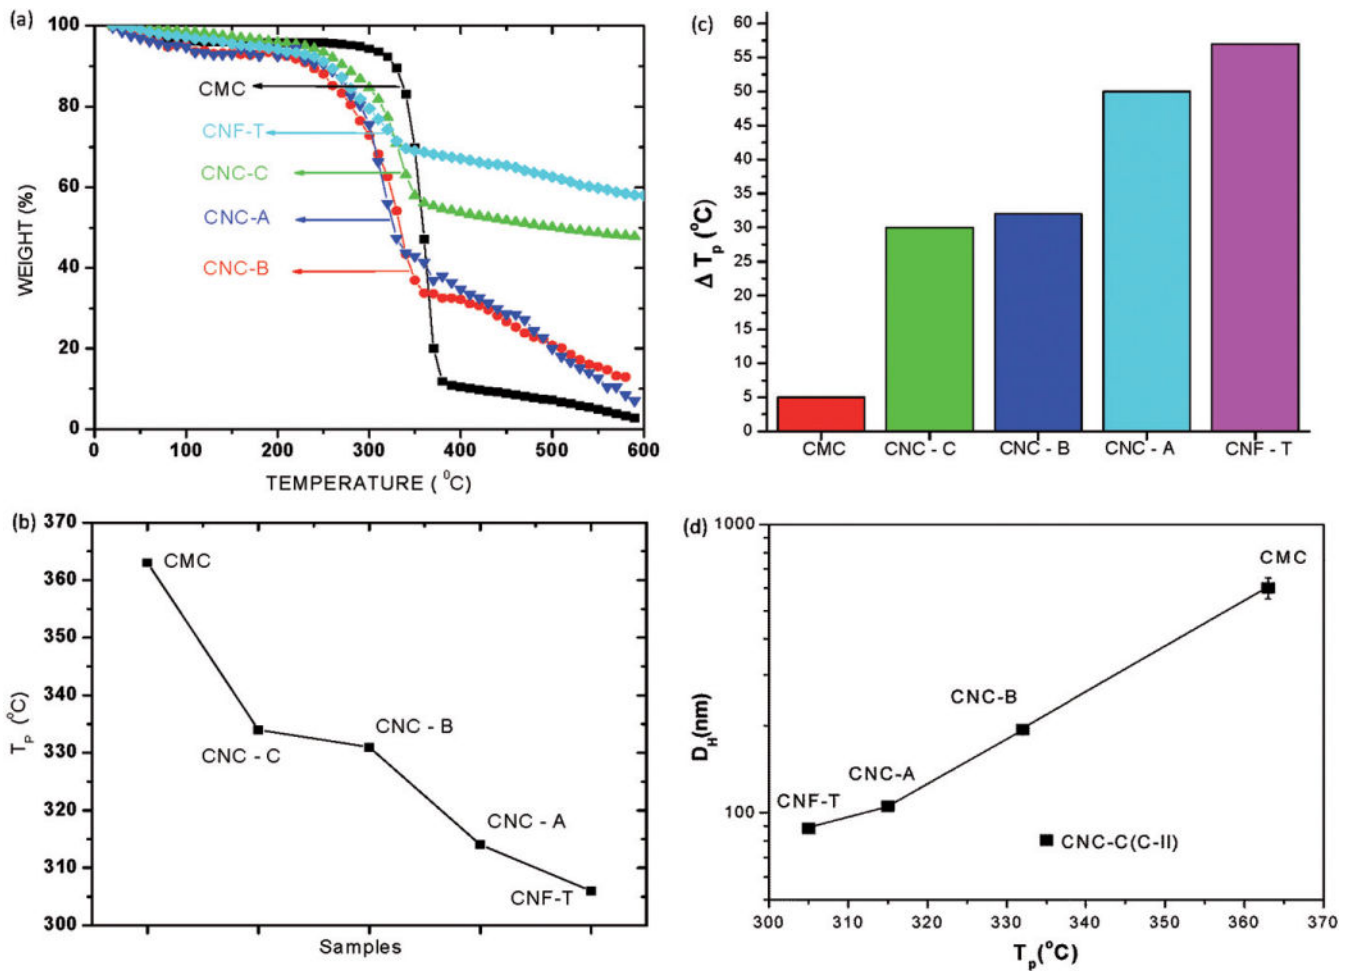 (a)
100
80
60
40
20
0
WEIGHT (%)
CMC
CNF-T
CNC-C
CNC-A
CNC-B
0 100 200 300 400 500 600
TEMPERATURE ( ⁰C)
(c)
60
55
50
45
40
35
30
25
20
15
10
5
0
Δ Tₚ (°C)
CMC CNC - C CNC - B CNC - A CNF - T
(b)
370
360
350
340
330
320
310
300
T_P (°C)
CMC
CNC - C
CNC - B
CNC - A
CNF-T
Samples
(d)
1000
100
D_H(nm)
CMC
CNC-B
CNC-A
CNF-T
CNC-C(C-II)
300 310 320 330 340 350 360 370
Tₚ(°C)